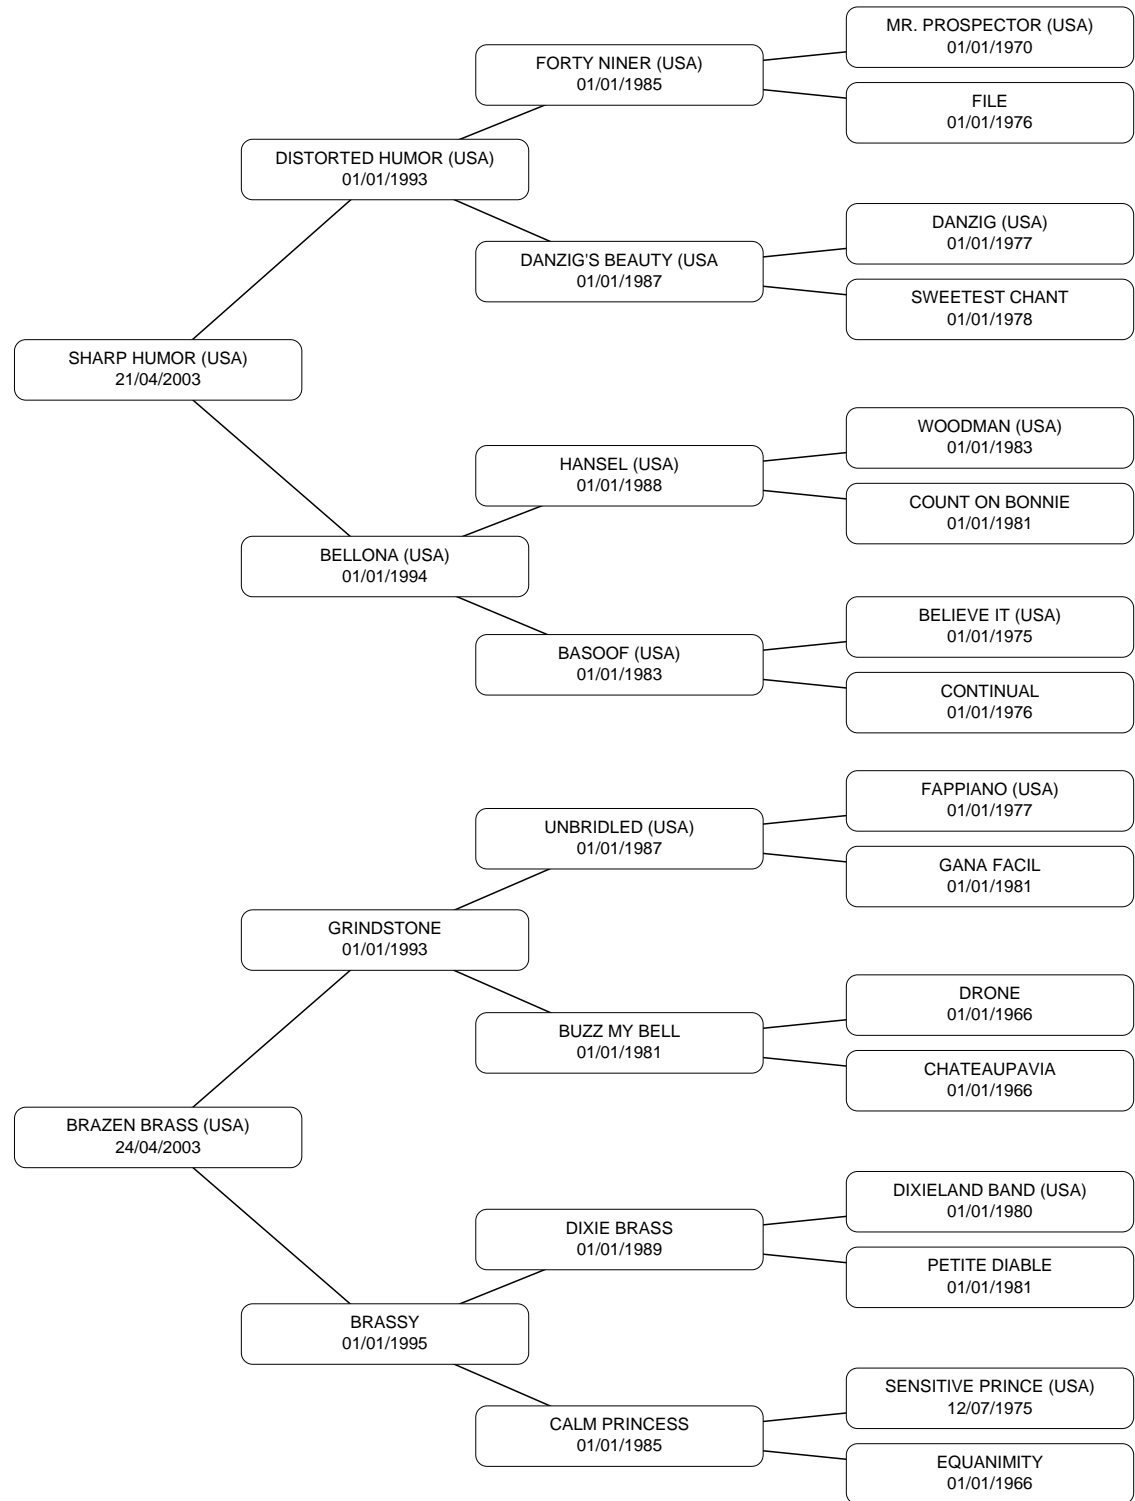 MR. PROSPECTOR (USA)
01/01/1970
FORTY NINER (USA)
01/01/1985
FILE
01/01/1976
DISTORTED HUMOR (USA)
01/01/1993
DANZIG (USA)
01/01/1977
DANZIG'S BEAUTY (USA
01/01/1987
SWEETEST CHANT
01/01/1978
SHARP HUMOR (USA)
21/04/2003
WOODMAN (USA)
01/01/1983
HANSEL (USA)
01/01/1988
COUNT ON BONNIE
01/01/1981
BELLONA (USA)
01/01/1994
BELIEVE IT (USA)
01/01/1975
BASOOF (USA)
01/01/1983
CONTINUAL
01/01/1976
FAPPIANO (USA)
01/01/1977
UNBRIDLED (USA)
01/01/1987
GANA FACIL
01/01/1981
GRINDSTONE
01/01/1993
DRONE
01/01/1966
BUZZ MY BELL
01/01/1981
CHATEAUPAVIA
01/01/1966
BRAZEN BRASS (USA)
24/04/2003
DIXIELAND BAND (USA)
01/01/1980
DIXIE BRASS
01/01/1989
PETITE DIABLE
01/01/1981
BRASSY
01/01/1995
SENSITIVE PRINCE (USA)
12/07/1975
CALM PRINCESS
01/01/1985
EQUANIMITY
01/01/1966